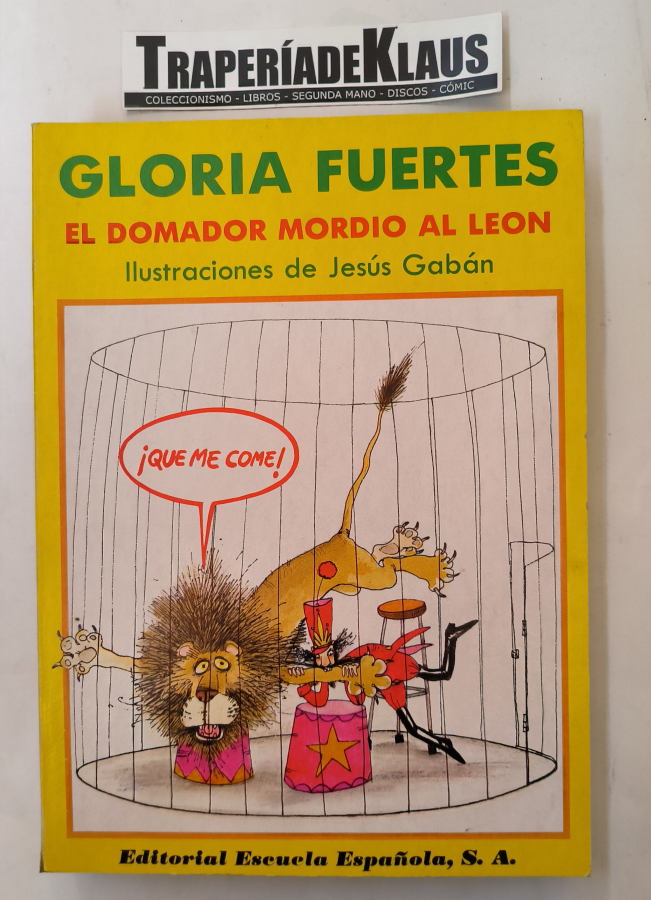 TRAPERÍADEKLAUS
COLECCIONISMO - LIBROS - SEGUNDA MANO - DISCOS - CÓMIC
GLORIA FUERTES
EL DOMADOR MORDIO AL LEON
Ilustraciones de Jesús Gabán
¡QUE ME COME!
Editorial Escuela Española, S. A.